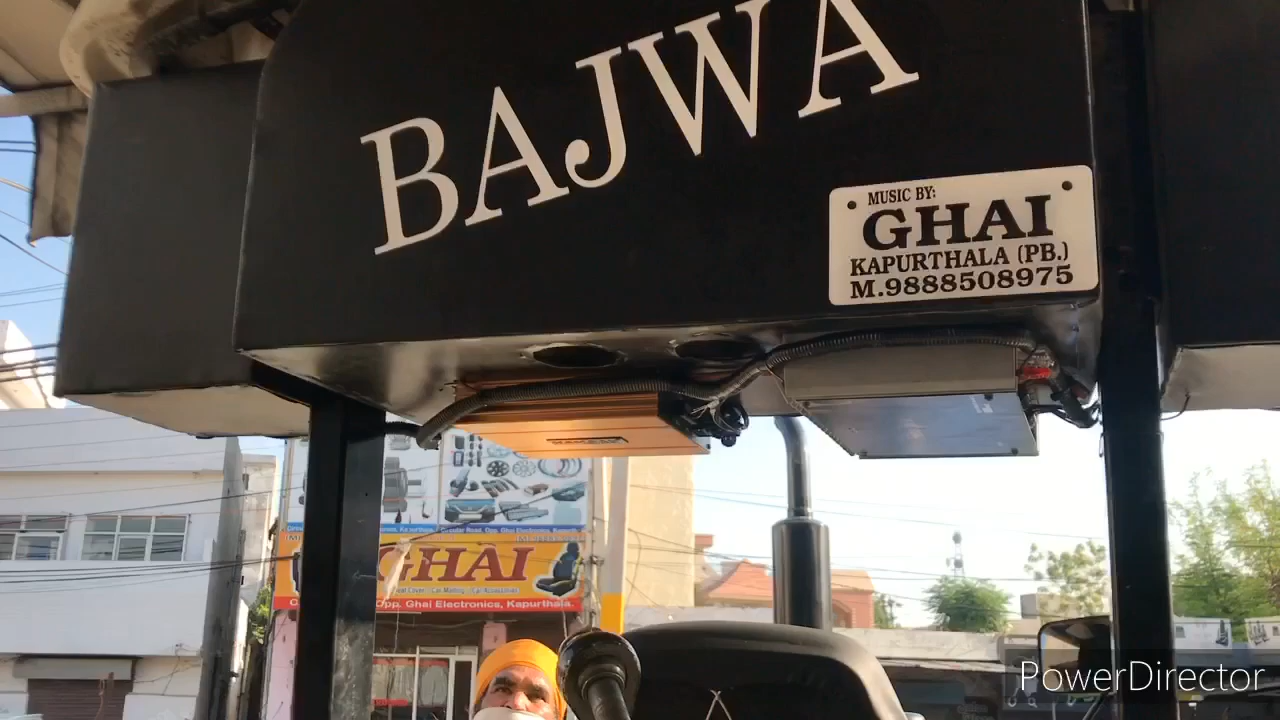 BAJWA
MUSIC BY:
GHAI
KAPURTHALA (PB.)
M.9888508975
GHAI
Opp. Ghai Electronics, Kapurthala.
PowerDirector